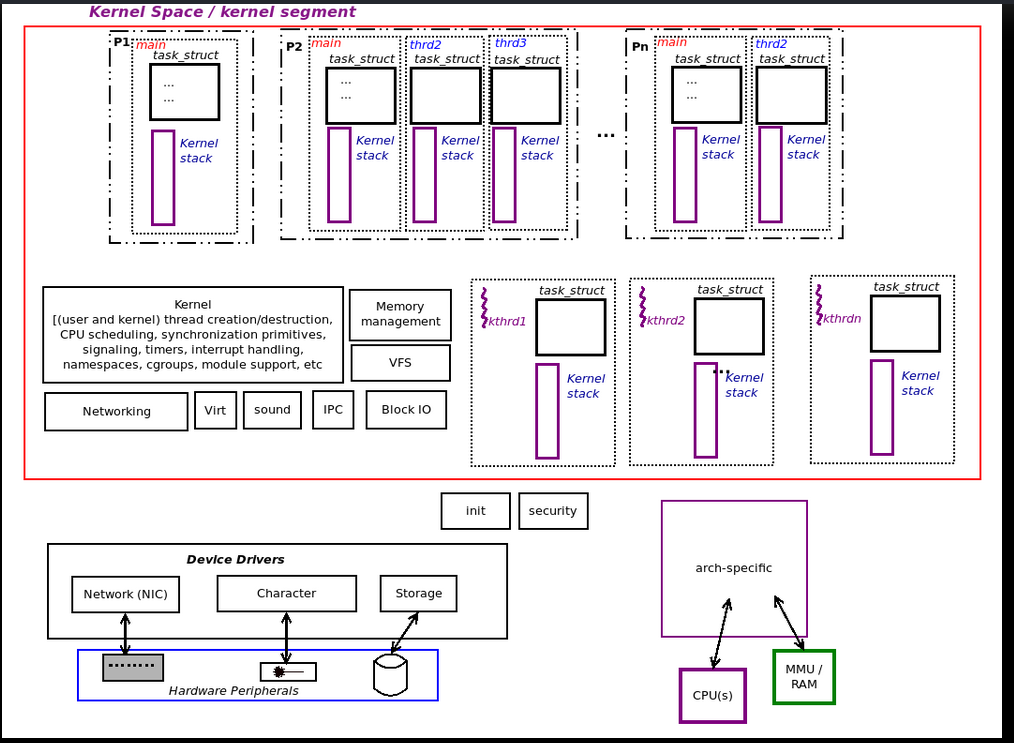 Kernel Space / kernel segment
P1
main
task_struct
...
...
Kernel
stack
P2
main
task_struct
...
...
Kernel
stack
thrd2
task_struct
Kernel
stack
thrd3
task_struct
Kernel
stack
...
Pn
main
task_struct
...
...
Kernel
stack
thrd2
task_struct
Kernel
stack
Kernel
[(user and kernel) thread creation/destruction,
CPU scheduling, synchronization primitives,
signaling, timers, interrupt handling,
namespaces, cgroups, module support, etc
Memory
management
VFS
Networking
Virt
sound
IPC
Block IO
kthrd1
task_struct
Kernel
stack
kthrd2
task_struct
...
Kernel
stack
kthrdn
task_struct
Kernel
stack
init
security
Device Drivers
Network (NIC)
Character
Storage
Hardware Peripherals
arch-specific
CPU(s)
MMU /
RAM